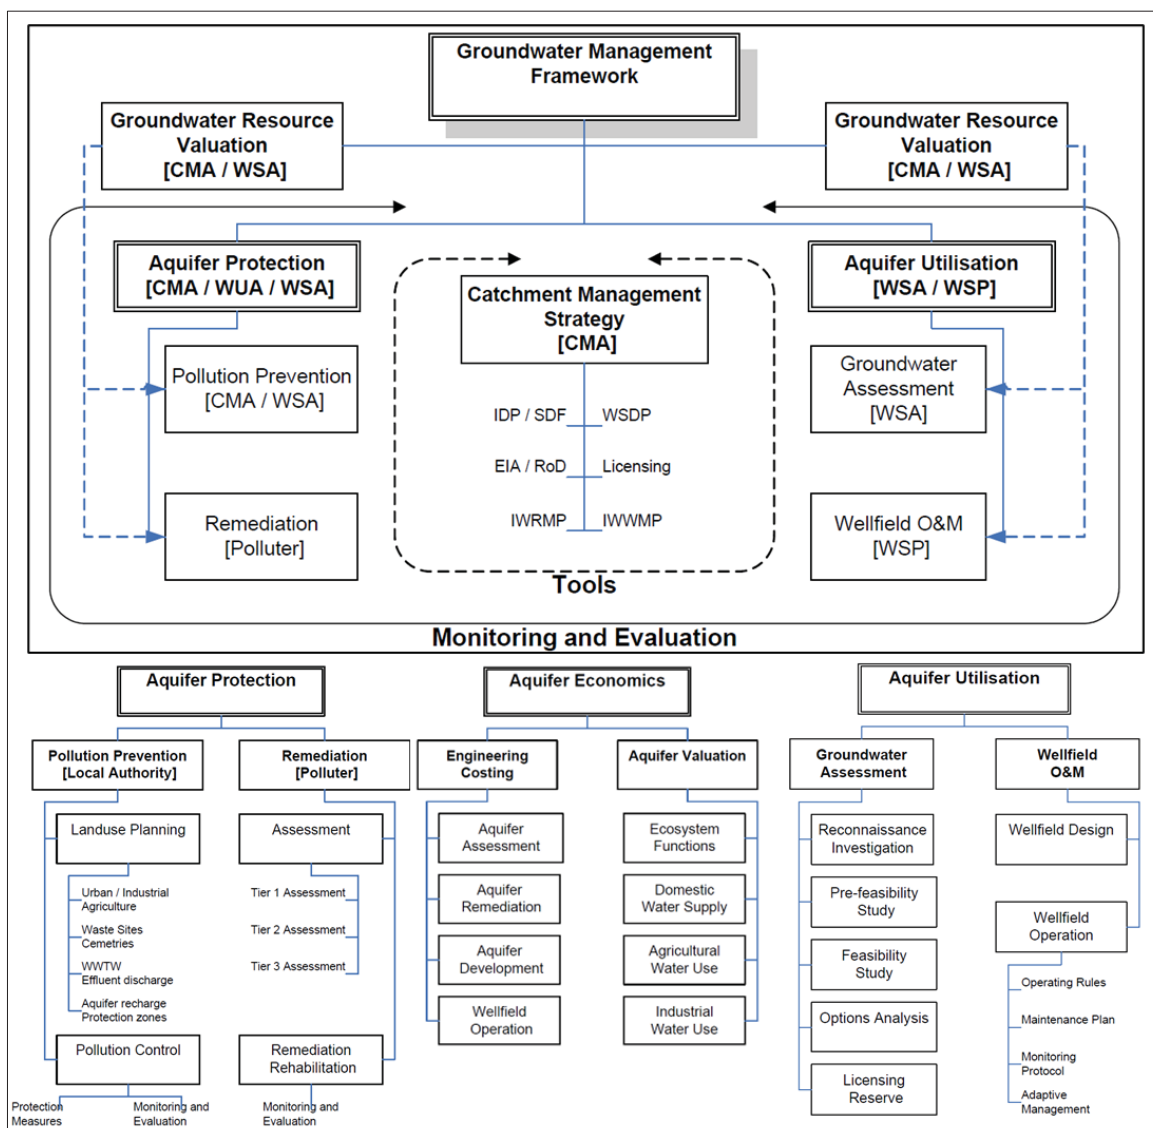 Groundwater Management
Framework
Groundwater Resource
Valuation
[CMA / WSA]
Groundwater Resource
Valuation
[CMA / WSA]
Aquifer Protection
[CMA / WUA / WSA]
Catchment Management
Strategy
[CMA]
Aquifer Utilisation
[WSA / WSP]
Pollution Prevention
[CMA / WSA]
Groundwater
Assessment
[WSA]
IDP / SDF
WSDP
EIA / RoD
Licensing
IWRMP
IWWMP
Remediation
[Polluter]
Wellfield O&M
[WSP]
Tools
Monitoring and Evaluation
Aquifer Protection
Pollution Prevention
[Local Authority]
Remediation
[Polluter]
Landuse Planning
Urban / Industrial
Agriculture
Waste Sites
Cemetries
WWTW
Effluent discharge
Aquifer recharge
Protection zones
Pollution Control
Protection
Measures
Monitoring and
Evaluation
Assessment
Tier 1 Assessment
Tier 2 Assessment
Tier 3 Assessment
Remediation
Rehabilitation
Monitoring and
Evaluation
Aquifer Economics
Engineering
Costing
Aquifer Valuation
Aquifer
Assessment
Aquifer
Remediation
Aquifer
Development
Wellfield
Operation
Ecosystem
Functions
Domestic
Water Supply
Agricultural
Water Use
Industrial
Water Use
Aquifer Utilisation
Groundwater
Assessment
Wellfield
O&M
Reconnaissance
Investigation
Pre-feasibility
Study
Feasibility
Study
Options Analysis
Licensing
Reserve
Wellfield Design
Wellfield
Operation
Operating Rules
Maintenance Plan
Monitoring
Protocol
Adaptive
Management